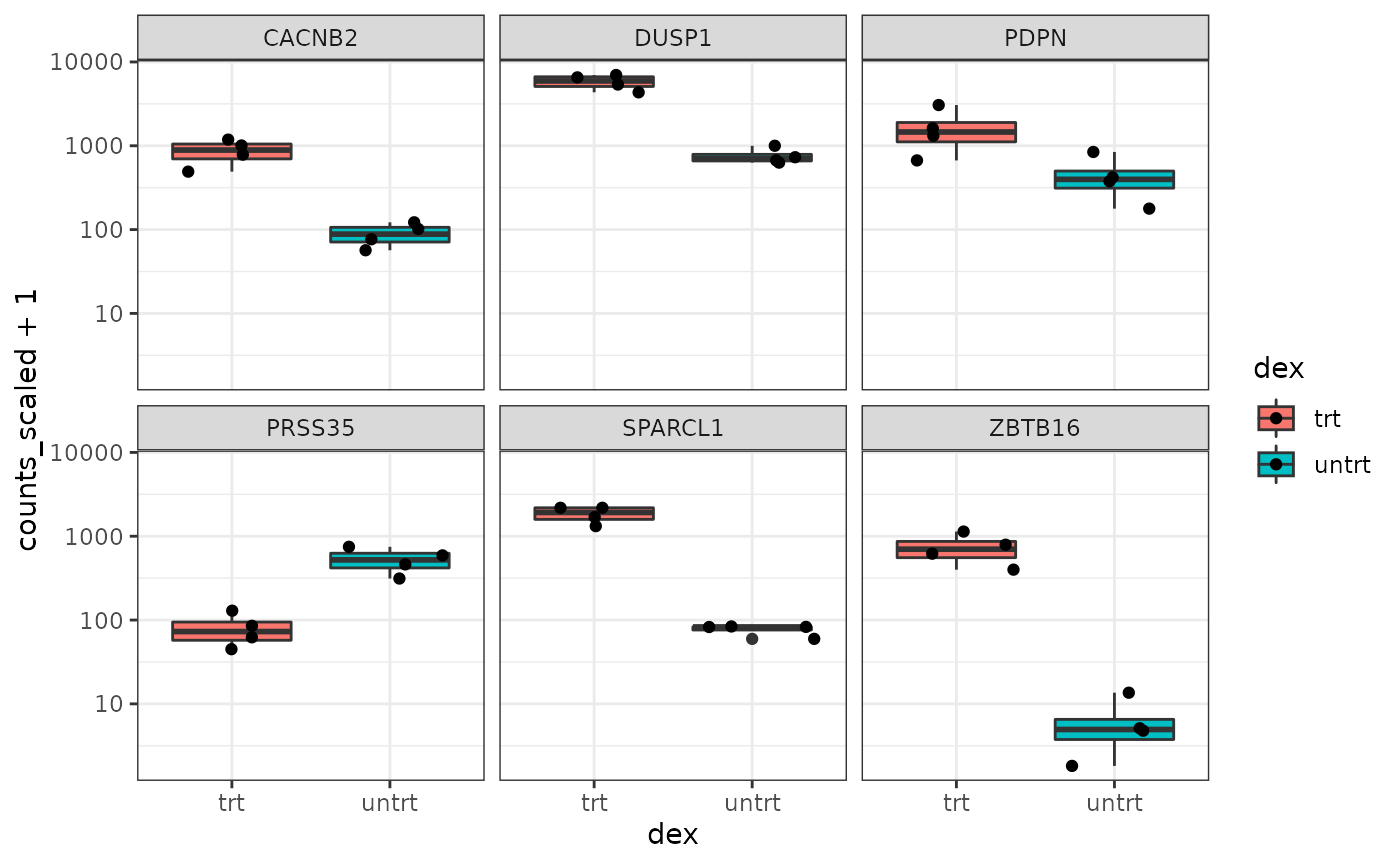 CACNB2 DUSP1 PDPN
10000
1000
100
10
PRSS35 SPARCL1 ZBTB16
10000
1000
100
10
trt untrt trt untrt trt untrt
dex
counts_scaled + 1
dex
trt
untrt